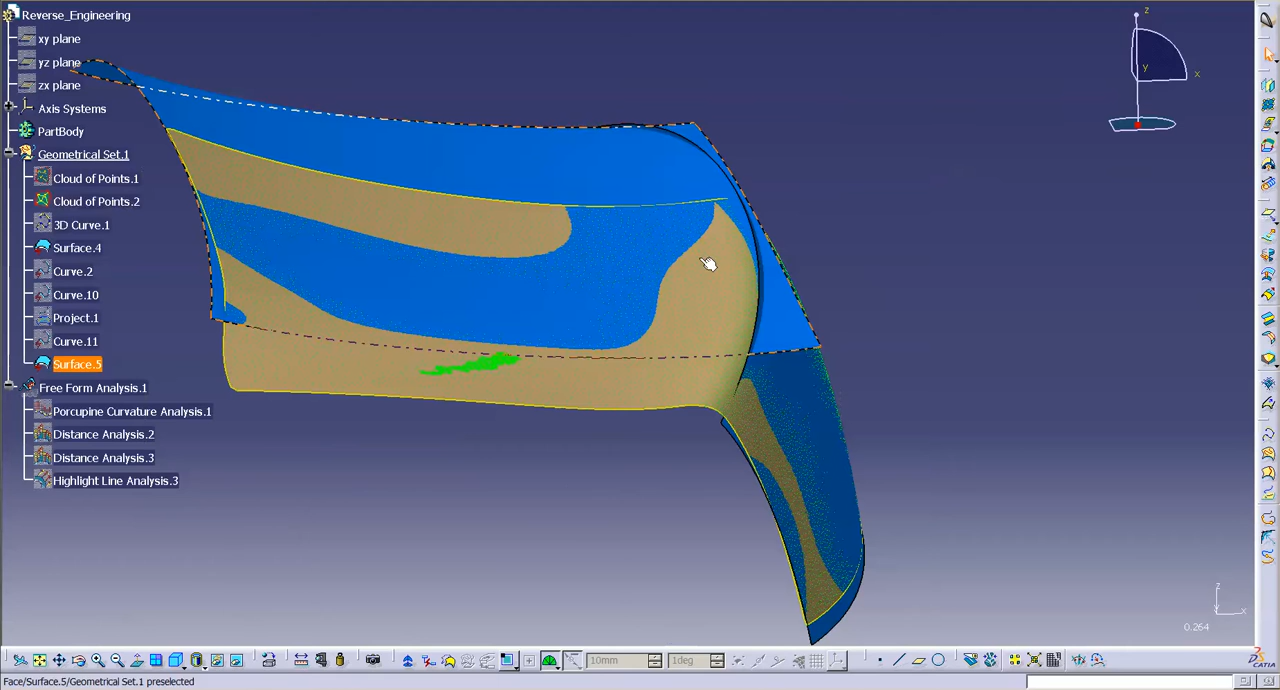 Reverse_Engineering
xy plane
yz plane
zx plane
Axis Systems
PartBody
Geometrical Set.1
Cloud of Points.1
Cloud of Points.2
3D Curve.1
Surface.4
Curve.2
Curve.10
Project.1
Curve.11
Surface.5
Free Form Analysis.1
Porcupine Curvature Analysis.1
Distance Analysis.2
Distance Analysis.3
Highlight Line Analysis.3
z
y
x
z
x
0.264
10mm
1deg
CATIA
Face/Surface.5/Geometrical Set.1 preselected